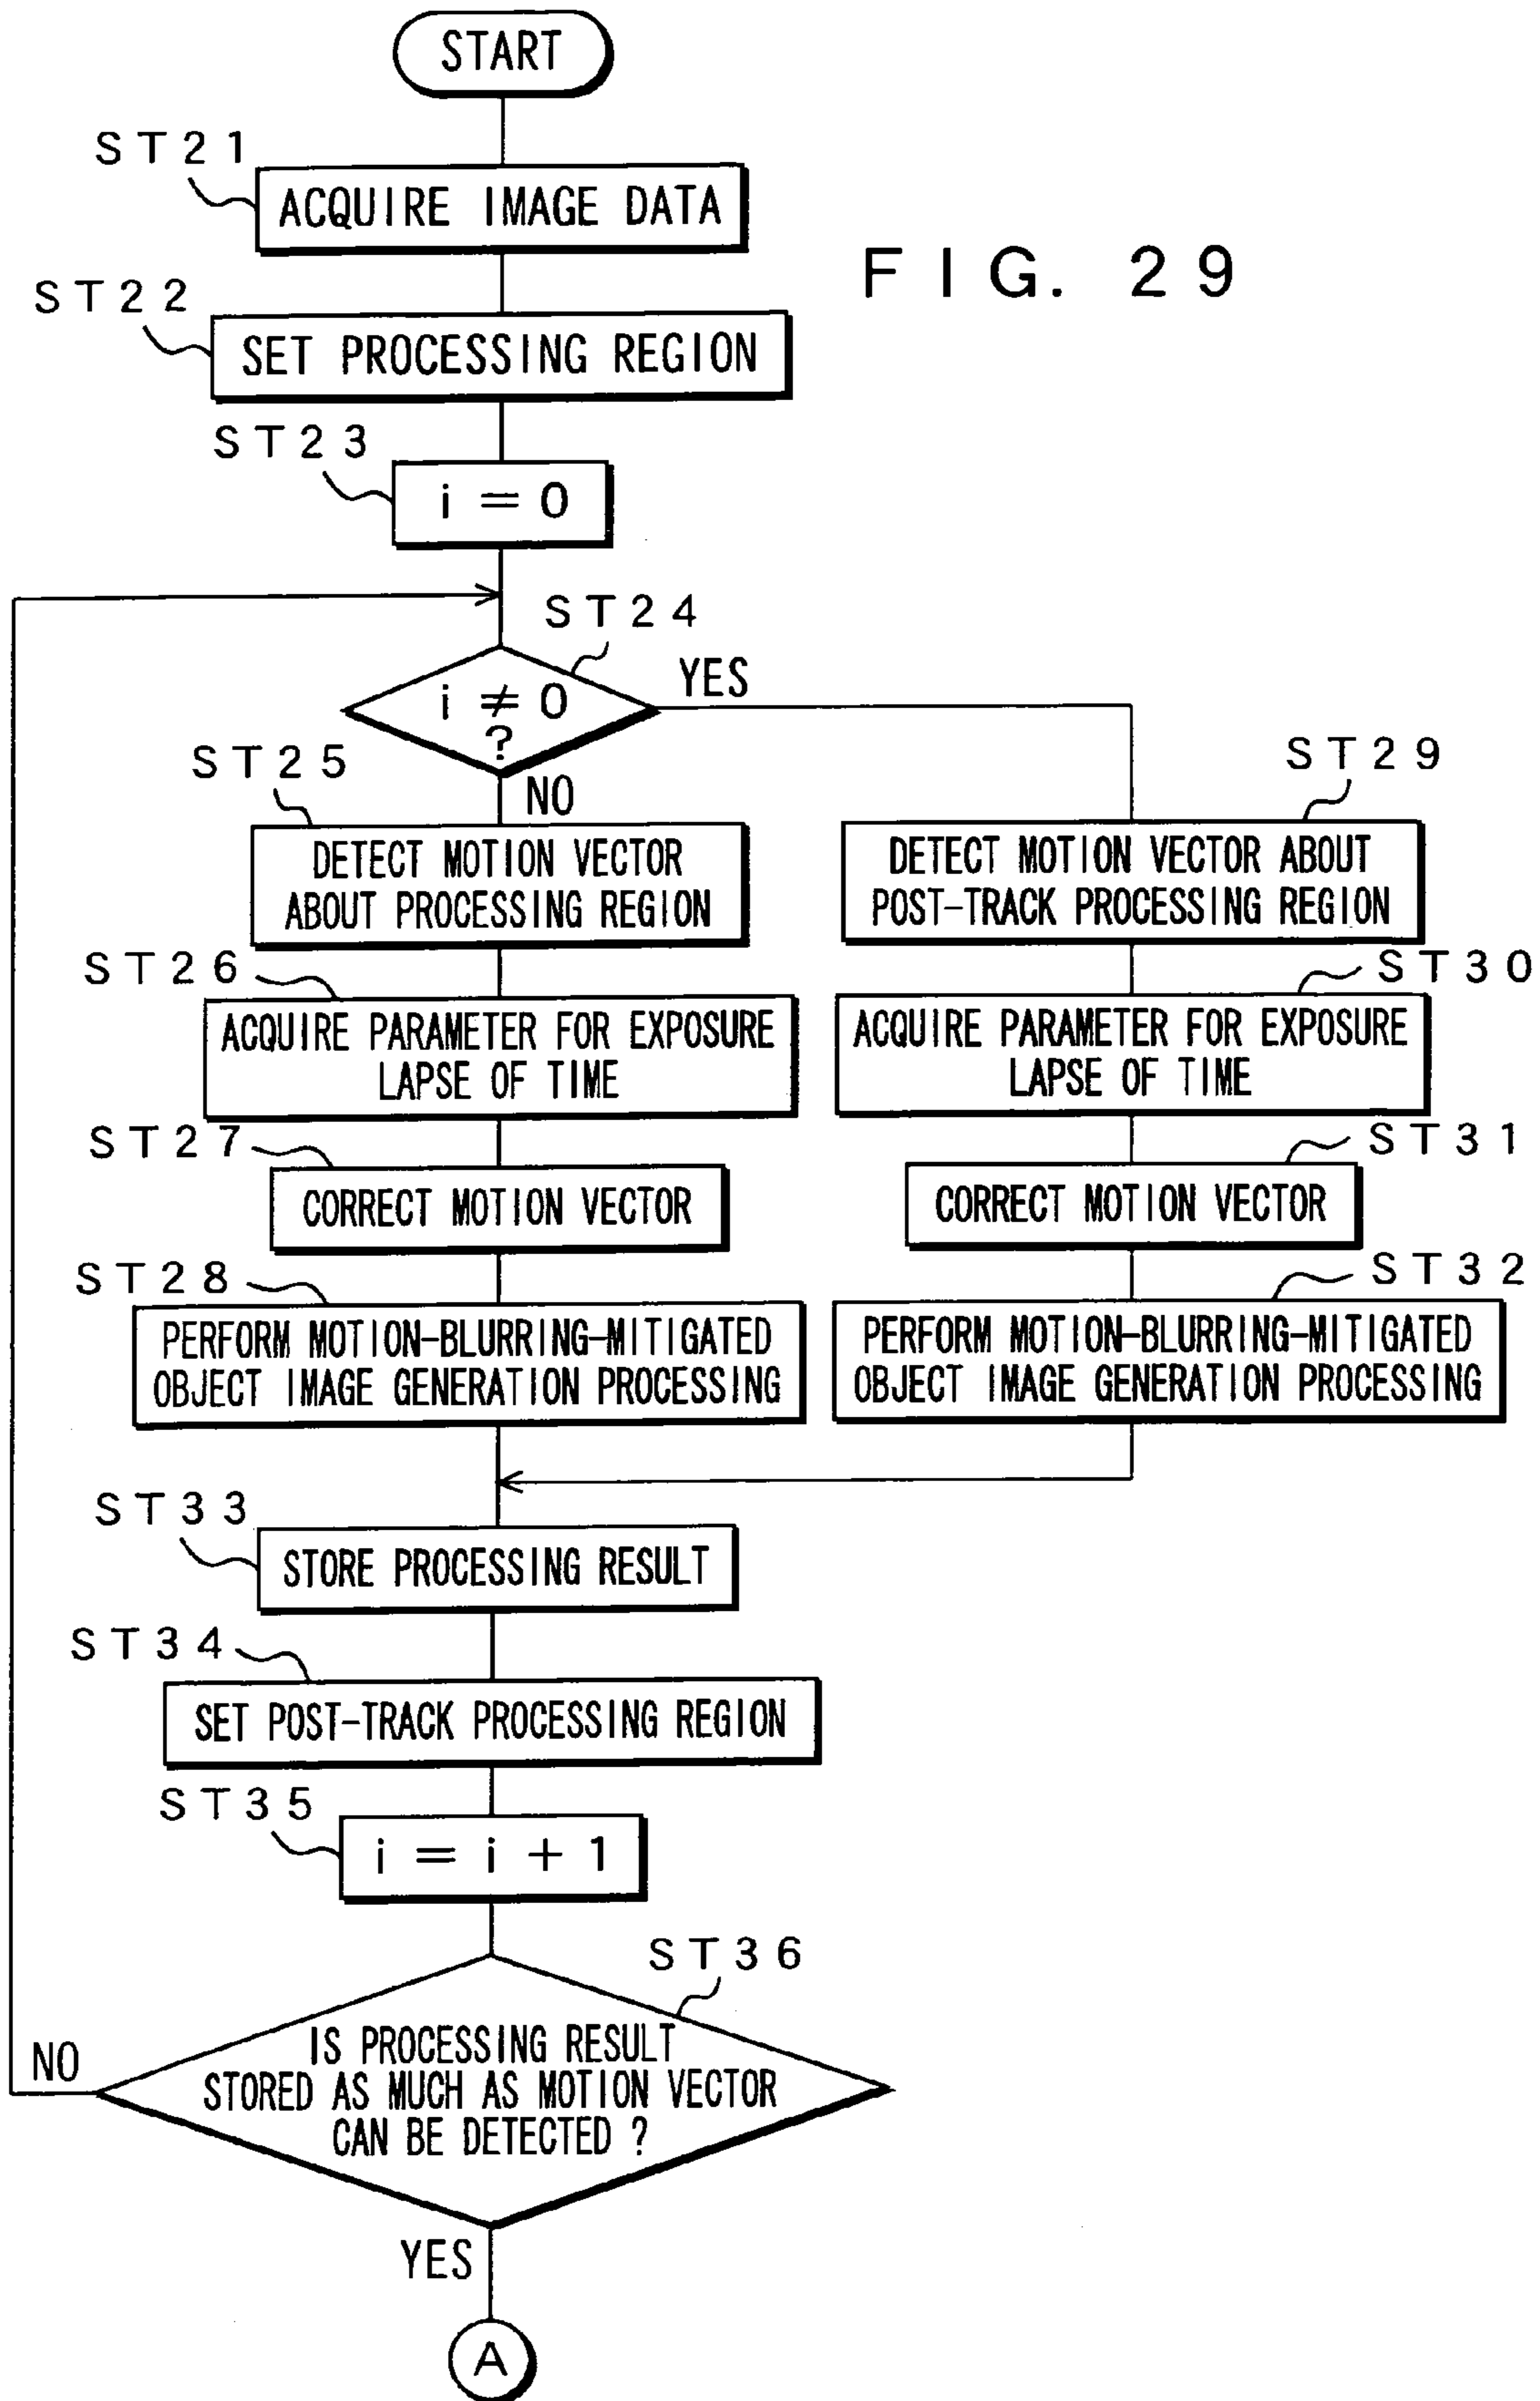 START
ST21
ACQUIRE IMAGE DATA
FIG. 29
ST22
SET PROCESSING REGION
ST23
i = 0
ST24
i ≠ 0
?
YES
NO
ST25
DETECT MOTION VECTOR
ABOUT PROCESSING REGION
ST29
DETECT MOTION VECTOR ABOUT
POST-TRACK PROCESSING REGION
ST26
ACQUIRE PARAMETER FOR EXPOSURE
LAPSE OF TIME
ST30
ACQUIRE PARAMETER FOR EXPOSURE
LAPSE OF TIME
ST27
CORRECT MOTION VECTOR
ST31
CORRECT MOTION VECTOR
ST28
PERFORM MOTION-BLURRING-MITIGATED
OBJECT IMAGE GENERATION PROCESSING
ST32
PERFORM MOTION-BLURRING-MITIGATED
OBJECT IMAGE GENERATION PROCESSING
ST33
STORE PROCESSING RESULT
ST34
SET POST-TRACK PROCESSING REGION
ST35
i = i + 1
ST36
IS PROCESSING RESULT
STORED AS MUCH AS MOTION VECTOR
CAN BE DETECTED ?
NO
YES
A